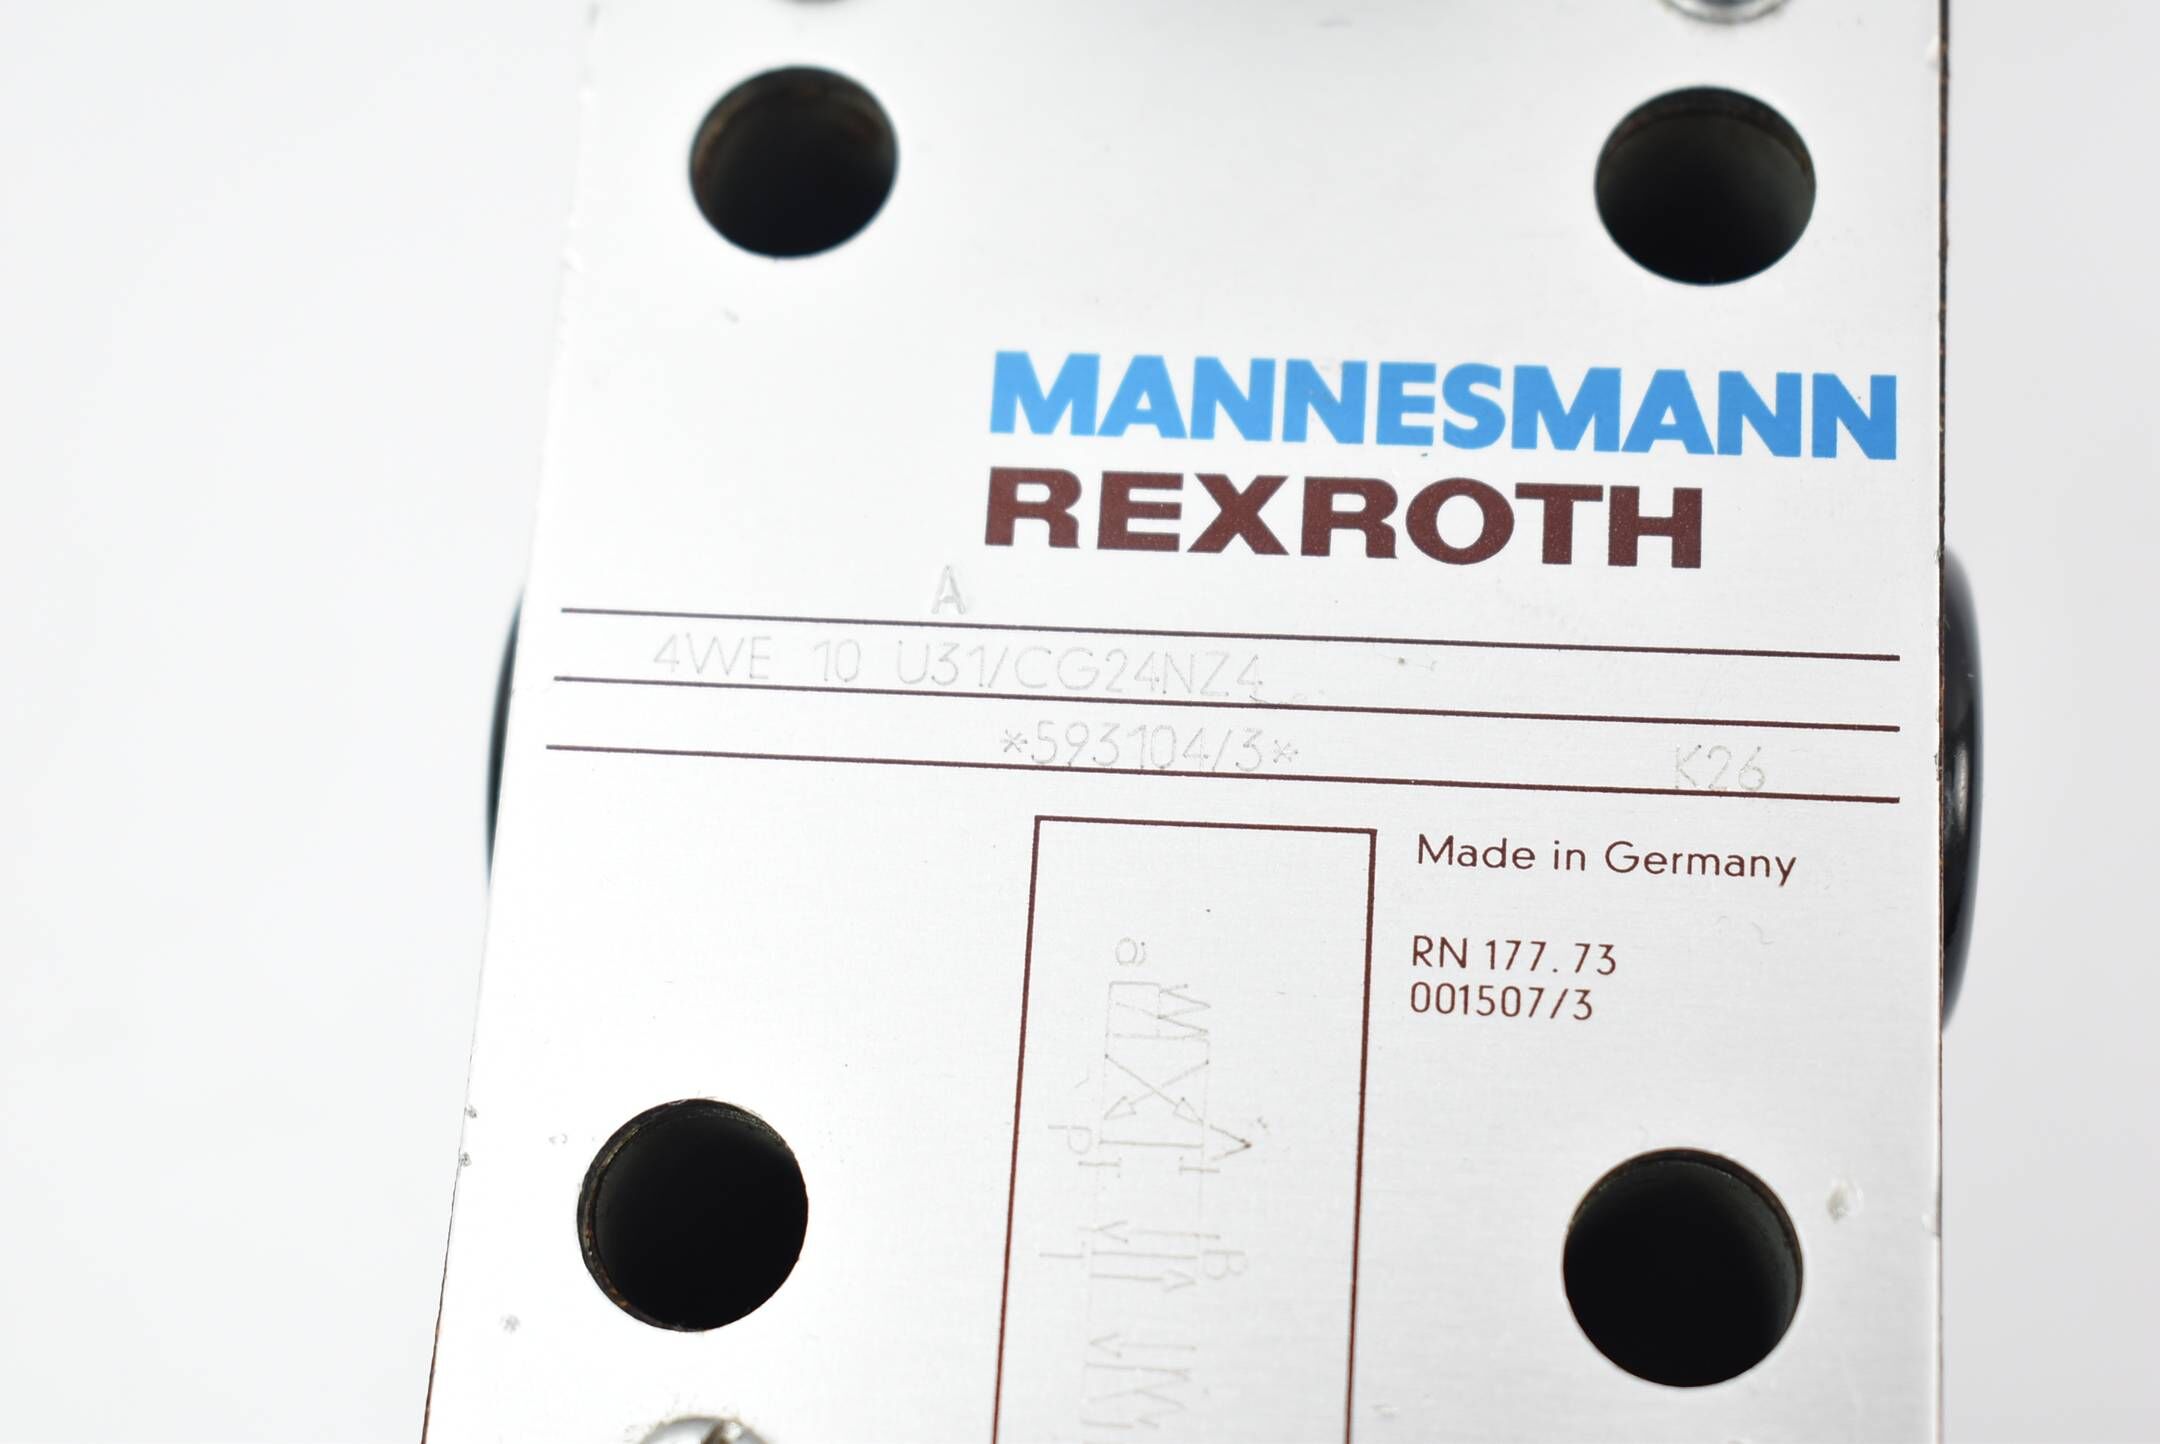 MANNESMANN
REXROTH
A
4WE 10 U31/CG24NZ4
*593104/3* K26
Made in Germany
RN 177.73
001507/3
a
A
P
B
T